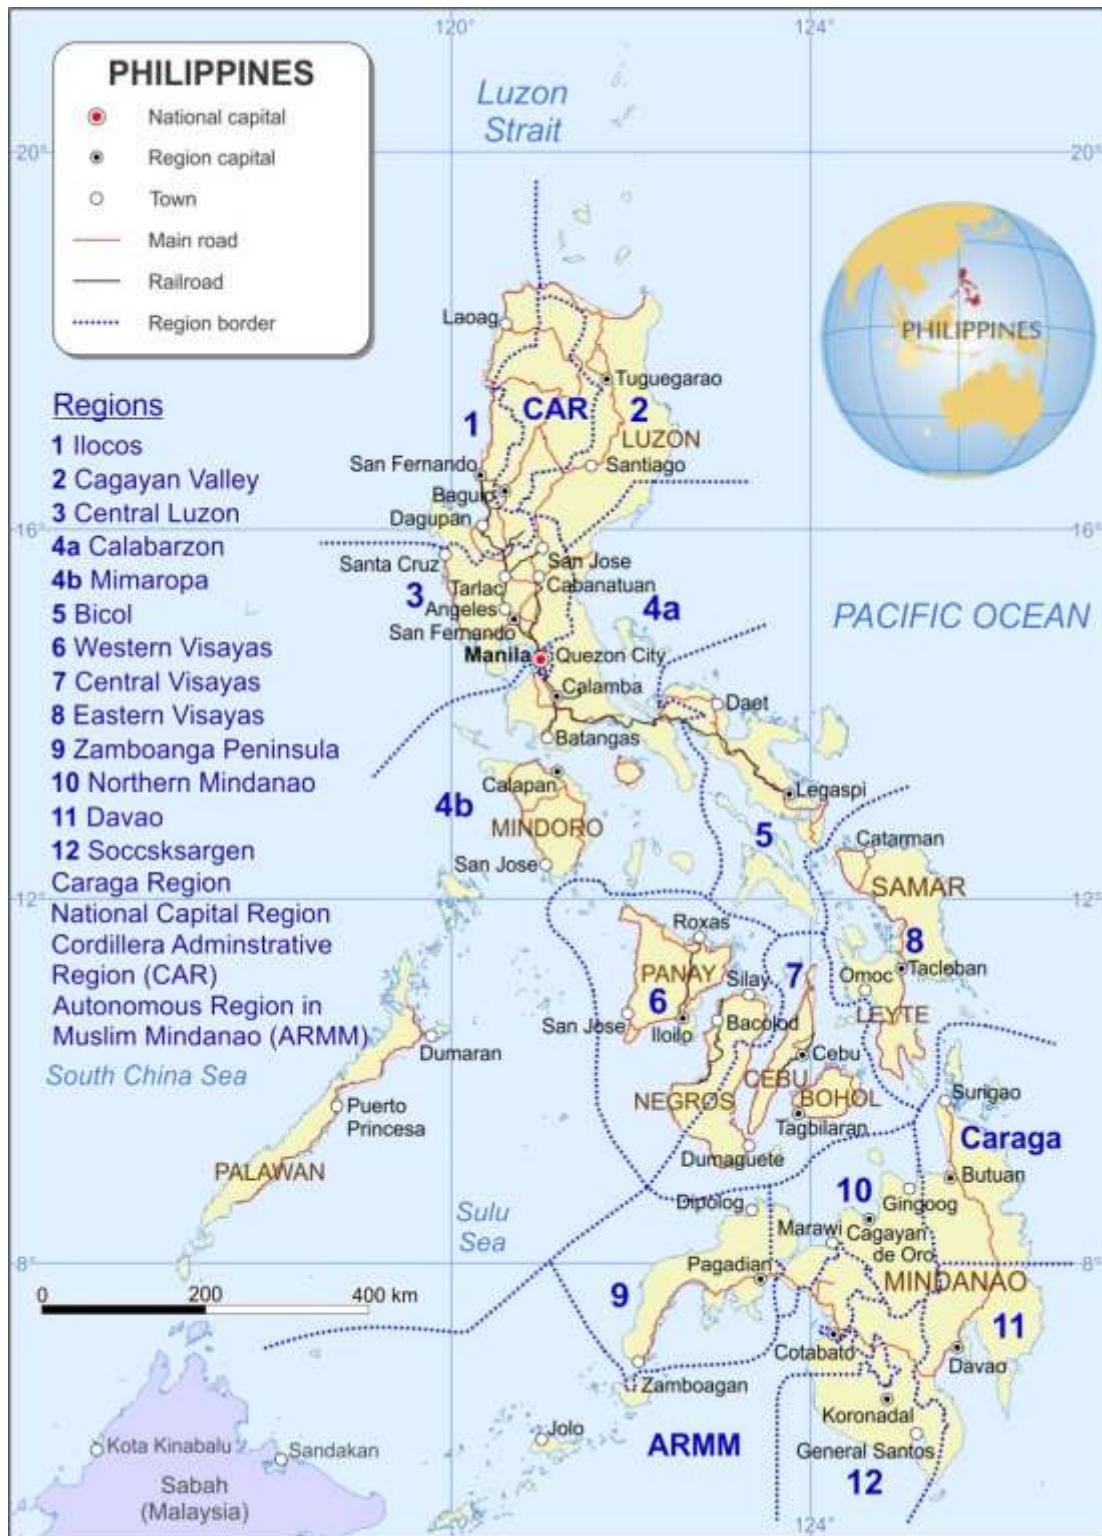 120°
124°
PHILIPPINES
National capital
Region capital
Town
Main road
Railroad
Region border
Luzon
Strait
20°
20°
PHILIPPINES
Laoag
Tuguegarao
Regions
1 Ilocos
2 Cagayan Valley
3 Central Luzon
4a Calabarzon
4b Mimaropa
5 Bicol
6 Western Visayas
7 Central Visayas
8 Eastern Visayas
9 Zamboanga Peninsula
10 Northern Mindanao
11 Davao
12 Soccsksargen
Caraga Region
National Capital Region
Cordillera Adminstrative
Region (CAR)
Autonomous Region in
Muslim Mindanao (ARMM)
1
CAR
2
LUZON
San Fernando
Santiago
Baguio
Dagupan
16°
16°
Santa Cruz
San Jose
Tarlac
Cabanatuan
3
Angeles
4a
PACIFIC OCEAN
San Fernando
Manila
Quezon City
Calamba
Daet
Batangas
Calapan
Legaspi
4b
MINDORO
5
Catarman
San Jose
SAMAR
12°
12°
Roxas
8
PANAY
7
Tacleban
Silay
Omoc
6
San Jose
Iloilo
Bacolod
LEYTE
Dumaran
Cebu
South China Sea
CEBU
Puerto
Princesa
NEGROS
BOHOL
Surigao
Tagbilaran
Caraga
Dumaguete
PALAWAN
Butuan
10
Gingoog
Sulu
Sea
Dipolog
Marawi
Cagayan
de Oro
Pagadian
8°
MINDANAO
0
200
400 km
9
11
Cotabato
Davao
Zamboagan
Koronadal
Jolo
ARMM
General Santos
Kota Kinabalu
Sandakan
12
Sabah
(Malaysia)
4°
124°